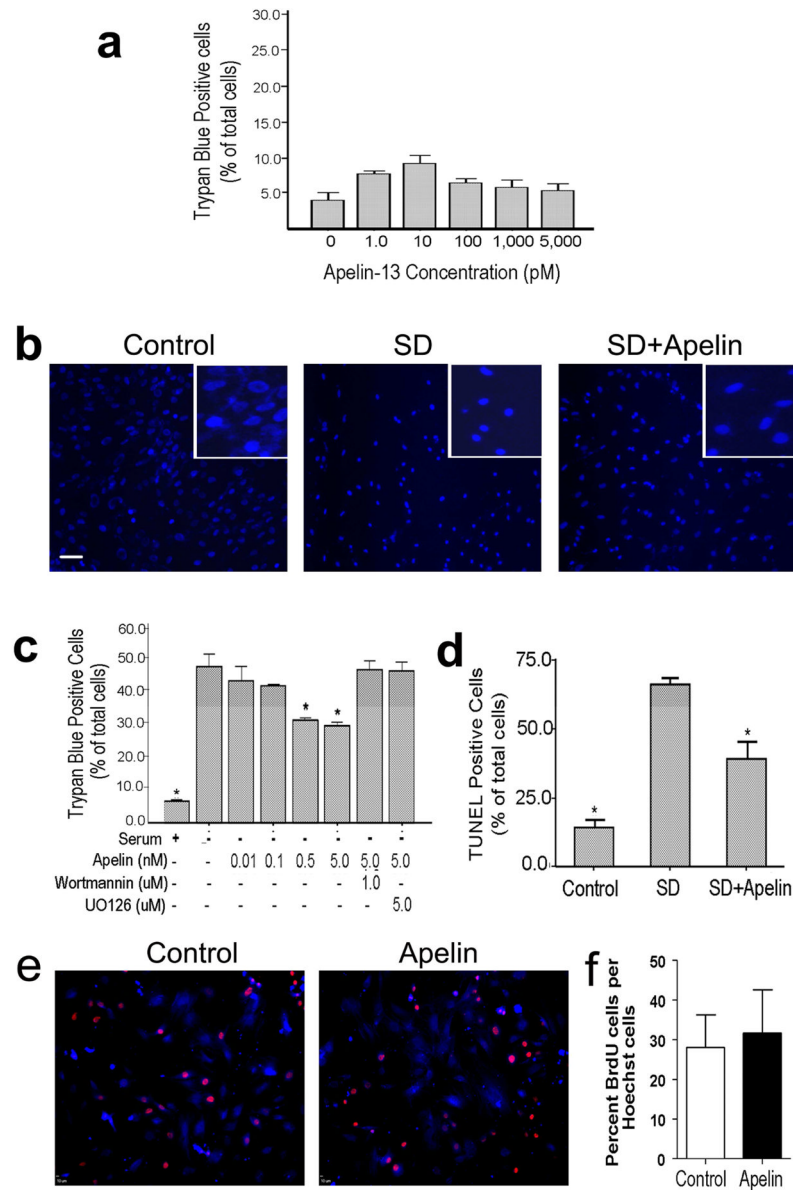 a
Trypan Blue Positive cells
(% of total cells)
30.0
25.0
20.0
15.0
10.0
5.0
0 1.0 10 100 1,000 5,000
Apelin-13 Concentration (pM)
b
Control SD SD+Apelin
c
Trypan Blue Positive Cells
(% of total cells)
60.0
50.0
40.0
30.0
20.0
10.0
0.0
* * *
Serum + - - - - - - -
Apelin (nM) - - 0.01 0.1 0.5 5.0 5.0 5.0
Wortmannin (uM) - - - - - - 1.0 -
UO126 (uM) - - - - - - - 5.0
d
TUNEL Positive Cells
(% of total cells)
75.0
50.0
25.0
0.0
* *
Control SD SD+Apelin
e
Control Apelin
f
Percent BrdU cells per
Hoechst cells
50
40
30
20
10
0
Control Apelin